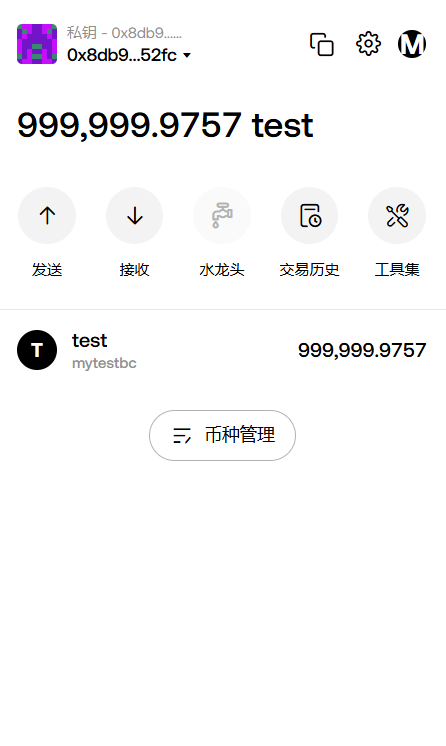 私钥 - 0x8db9......
0x8db9...52fc
M
999,999.9757 test
发送 接收 水龙头 交易历史 工具集
T
test
999,999.9757
mytestbc
币种管理